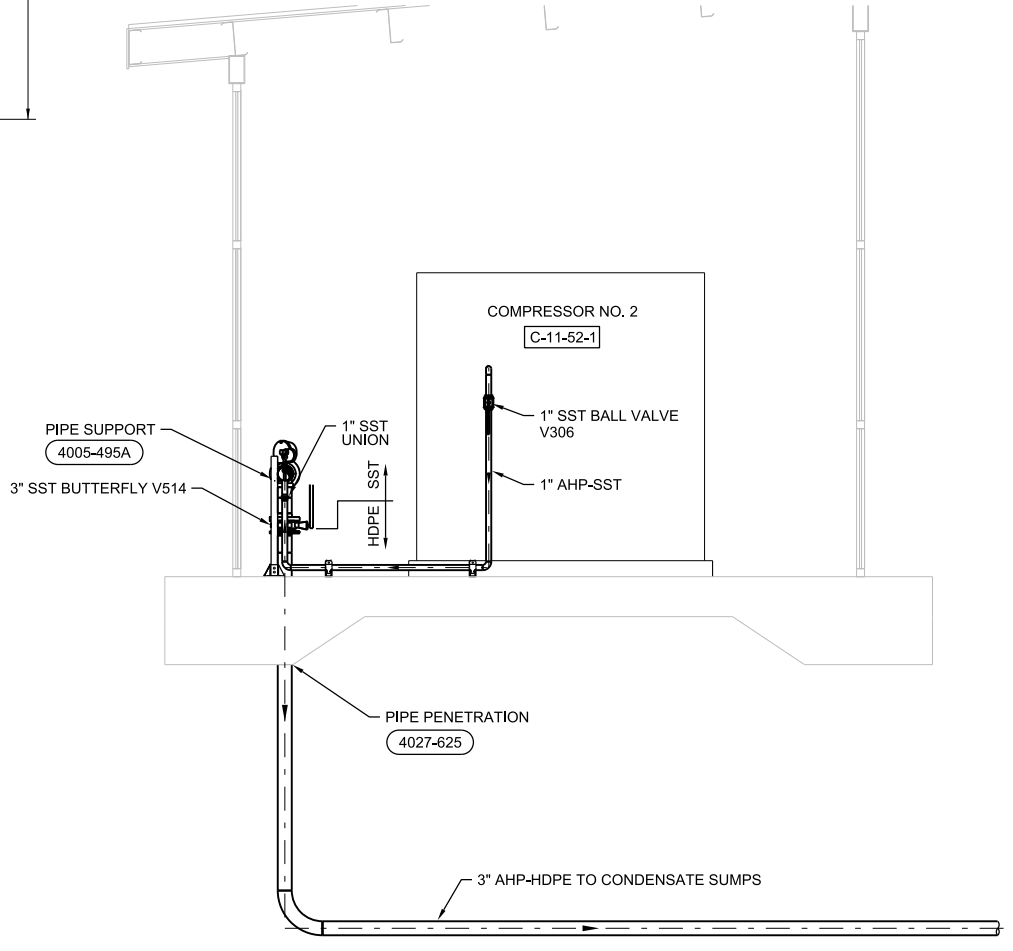 COMPRESSOR NO. 2
C-11-52-1
1" SST BALL VALVE
V306
1" SST
UNION
PIPE SUPPORT
4005-495A
SST
1" AHP-SST
3" SST BUTTERFLY V514
HDPE
PIPE PENETRATION
4027-625
3" AHP-HDPE TO CONDENSATE SUMPS